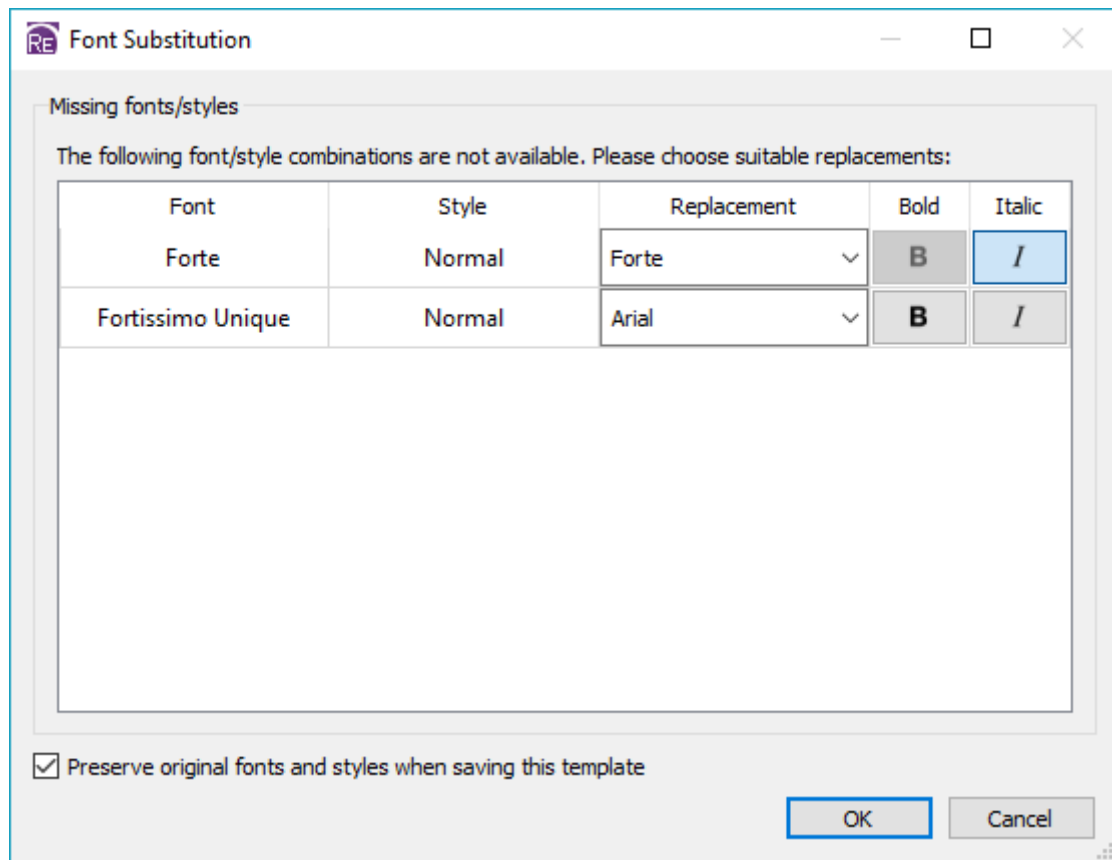 RE Font Substitution
Missing fonts/styles
The following font/style combinations are not available. Please choose suitable replacements:
Font Style Replacement Bold Italic
Forte Normal Forte B I
Fortissimo Unique Normal Arial B I
Preserve original fonts and styles when saving this template
OK Cancel